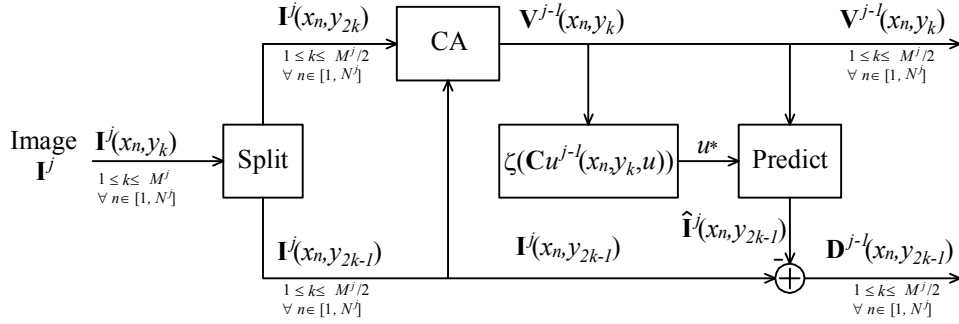 I^j(x_n,y_{2k})
1 ≤ k ≤ M^j/2
∀ n∈[1, N^j]
CA
V^{j-1}(x_n,y_k)
V^{j-1}(x_n,y_k)
1 ≤ k ≤ M^j/2
∀ n∈[1, N^j]
Image
I^j
I^j(x_n,y_k)
1 ≤ k ≤ M^j
∀ n∈[1, N^j]
Split
ζ(Cu^{j-1}(x_n,y_k,u))
u*
Predict
Î^j(x_n,y_{2k-1})
I^j(x_n,y_{2k-1})
1 ≤ k ≤ M^j/2
∀ n∈[1, N^j]
I^j(x_n,y_{2k-1})
-
+
D^{j-1}(x_n,y_{2k-1})
1 ≤ k ≤ M^j/2
∀ n∈[1, N^j]